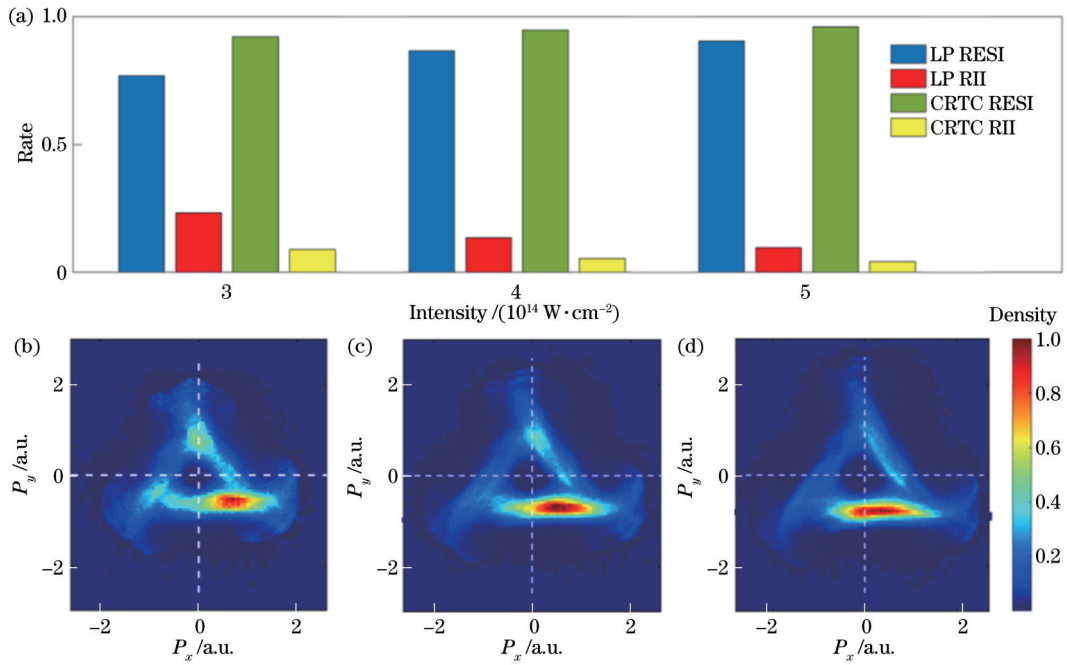 (a)
1.0
0.5
0
Rate
LP RESI
LP RII
CRTC RESI
CRTC RII
3
4
5
Intensity /(10¹⁴ W·cm⁻²)
Density
(b)
(c)
(d)
2
0
−2
P_y /a.u.
−2
0
2
P_x /a.u.
2
0
−2
P_y /a.u.
−2
0
2
P_x /a.u.
2
0
−2
P_y /a.u.
−2
0
2
P_x /a.u.
1.0
0.8
0.6
0.4
0.2